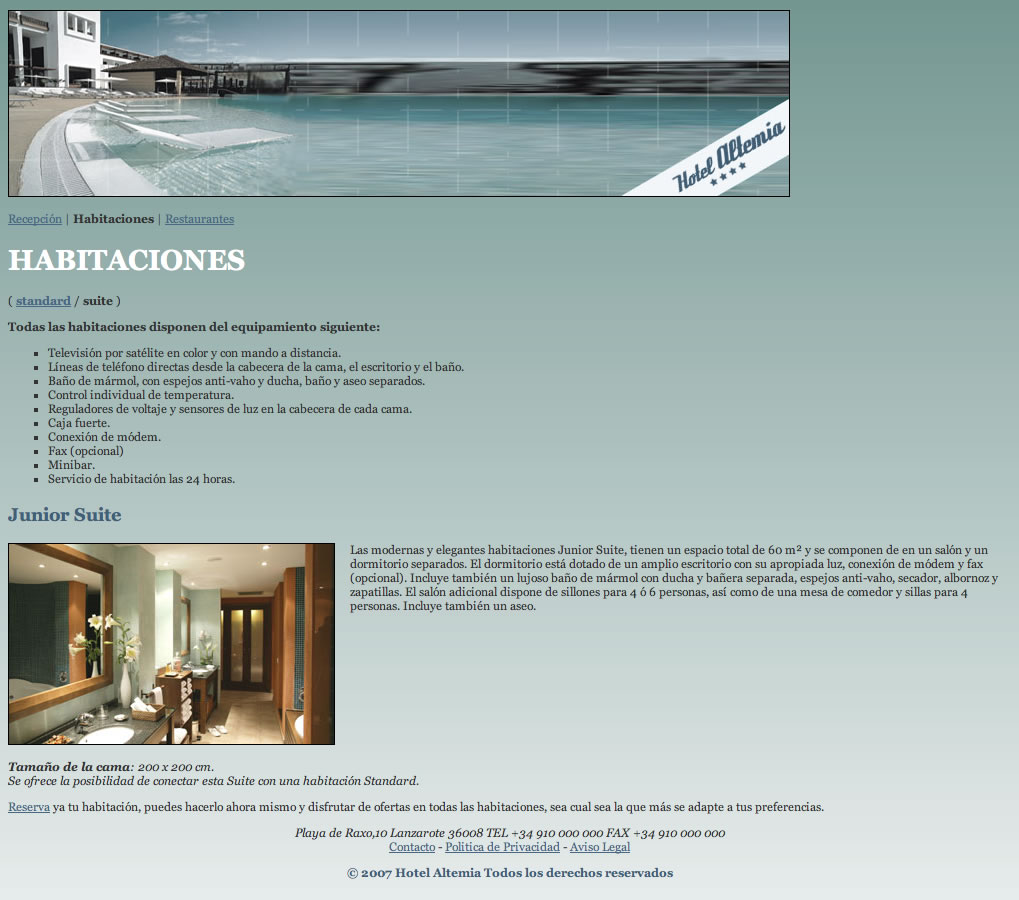 Hotel Altemia
Recepción | Habitaciones | Restaurantes
HABITACIONES
( standard / suite )
Todas las habitaciones disponen del equipamiento siguiente:
Televisión por satélite en color y con mando a distancia.
Líneas de teléfono directas desde la cabecera de la cama, el escritorio y el baño.
Baño de mármol, con espejos anti-vaho y ducha, baño y aseo separados.
Control individual de temperatura.
Reguladores de voltaje y sensores de luz en la cabecera de cada cama.
Caja fuerte.
Conexión de módem.
Fax (opcional)
Minibar.
Servicio de habitación las 24 horas.
Junior Suite
Las modernas y elegantes habitaciones Junior Suite, tienen un espacio total de 60 m² y se componen de en un salón y un
dormitorio separados. El dormitorio está dotado de un amplio escritorio con su apropiada luz, conexión de módem y fax
(opcional). Incluye también un lujoso baño de mármol con ducha y bañera separada, espejos anti-vaho, secador, albornoz y
zapatillas. El salón adicional dispone de sillones para 4 ó 6 personas, así como de una mesa de comedor y sillas para 4
personas. Incluye también un aseo.
Tamaño de la cama: 200 x 200 cm.
Se ofrece la posibilidad de conectar esta Suite con una habitación Standard.
Reserva ya tu habitación, puedes hacerlo ahora mismo y disfrutar de ofertas en todas las habitaciones, sea cual sea la que más se adapte a tus preferencias.
Playa de Raxo,10 Lanzarote 36008 TEL +34 910 000 000 FAX +34 910 000 000
Contacto - Politica de Privacidad - Aviso Legal
© 2007 Hotel Altemia Todos los derechos reservados